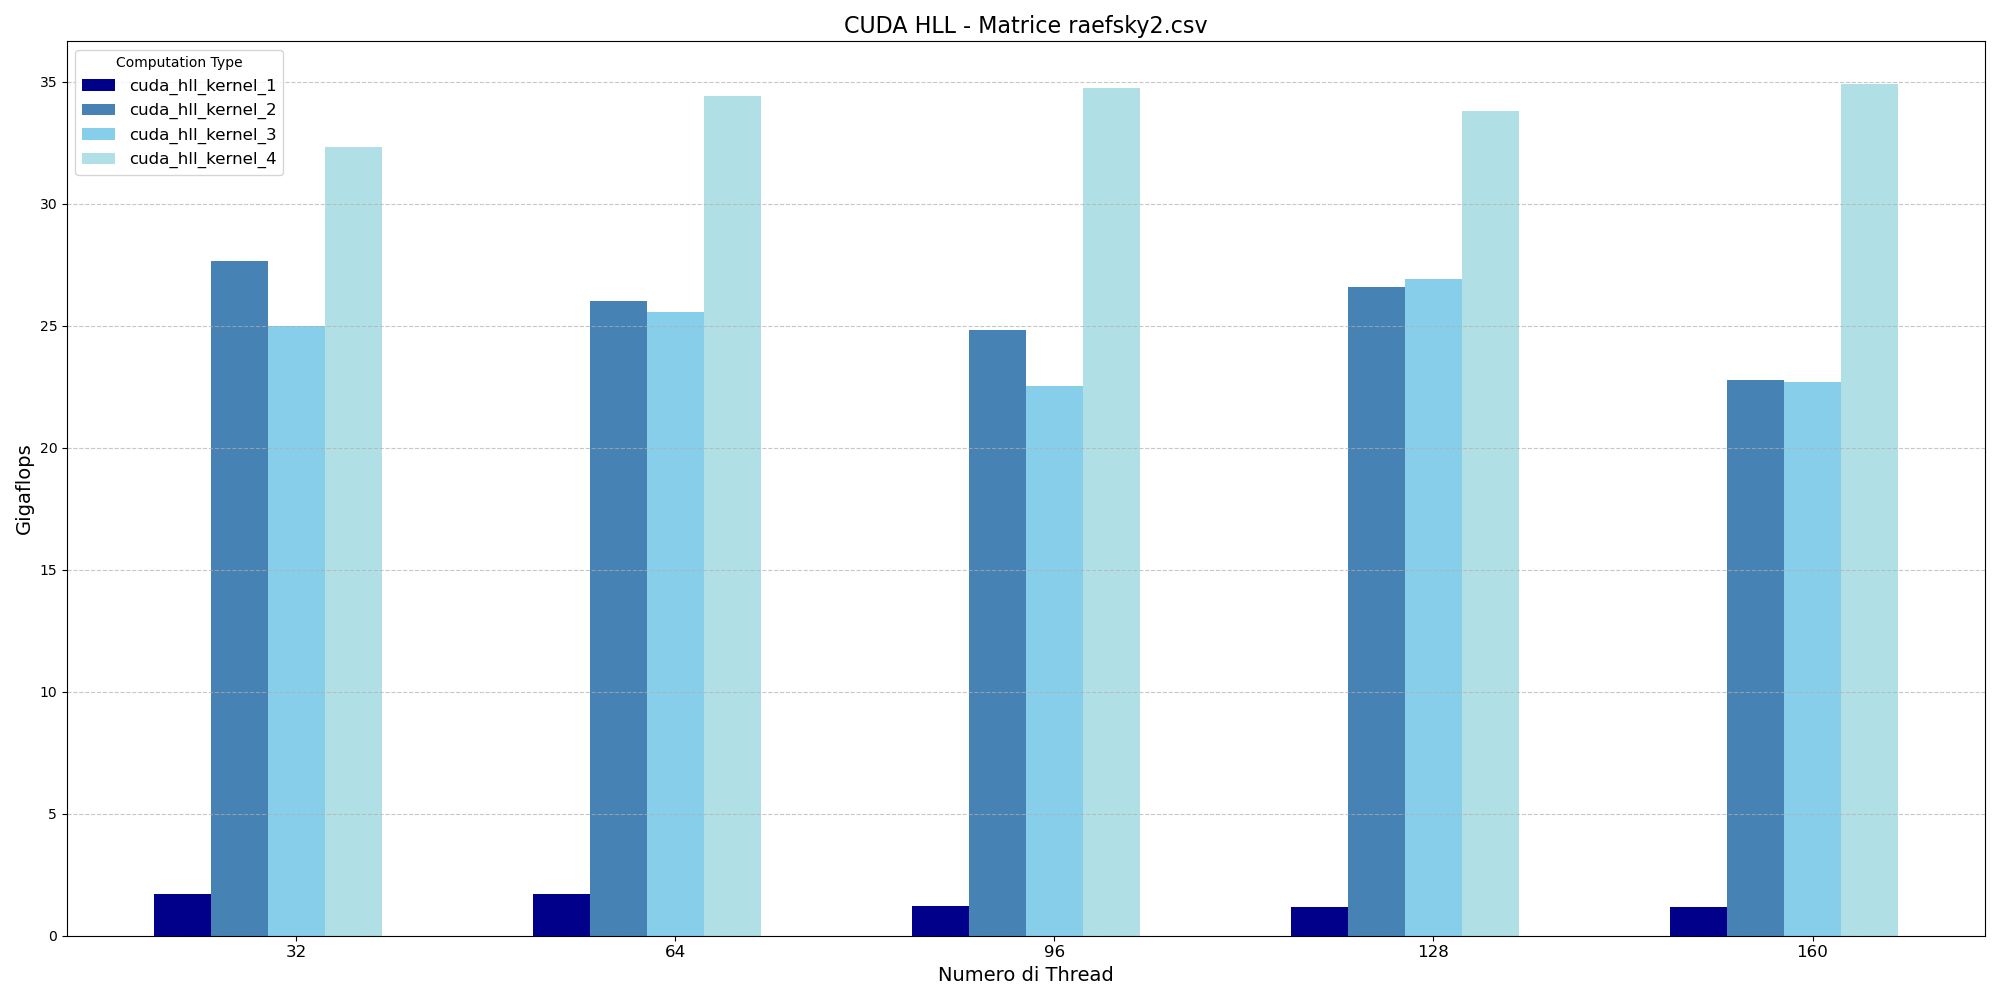 CUDA HLL - Matrice raefsky2.csv
Computation Type
cuda_hll_kernel_1
cuda_hll_kernel_2
cuda_hll_kernel_3
cuda_hll_kernel_4
Gigaflops
35
30
25
20
15
10
5
0
32 64 96 128 160
Numero di Thread